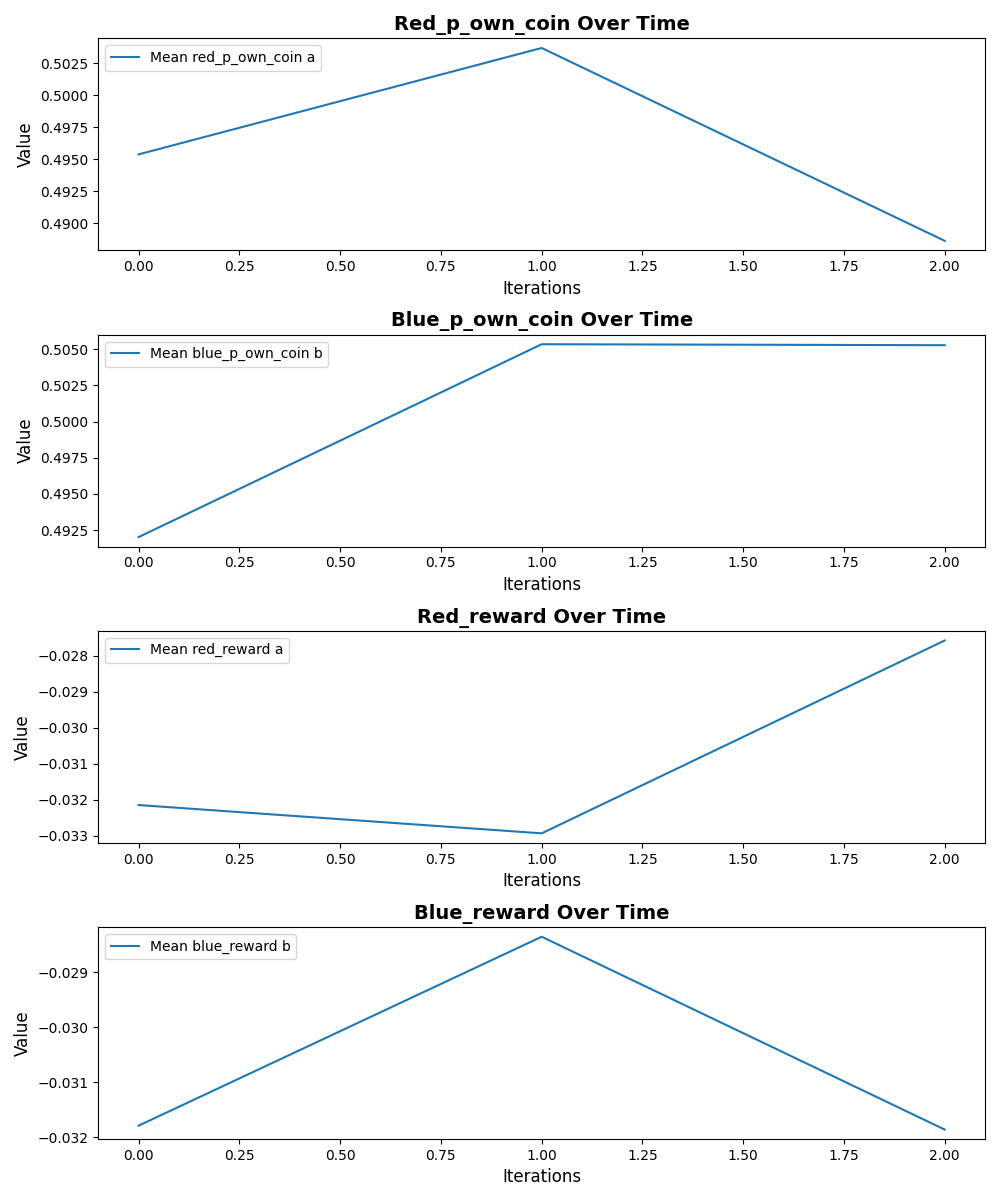 Red_p_own_coin Over Time
Mean red_p_own_coin a
Value
0.5025
0.5000
0.4975
0.4950
0.4925
0.4900
0.00 0.25 0.50 0.75 1.00 1.25 1.50 1.75 2.00
Iterations
Blue_p_own_coin Over Time
Mean blue_p_own_coin b
Value
0.5050
0.5025
0.5000
0.4975
0.4950
0.4925
0.00 0.25 0.50 0.75 1.00 1.25 1.50 1.75 2.00
Iterations
Red_reward Over Time
Mean red_reward a
Value
−0.028
−0.029
−0.030
−0.031
−0.032
−0.033
0.00 0.25 0.50 0.75 1.00 1.25 1.50 1.75 2.00
Iterations
Blue_reward Over Time
Mean blue_reward b
Value
−0.029
−0.030
−0.031
−0.032
0.00 0.25 0.50 0.75 1.00 1.25 1.50 1.75 2.00
Iterations